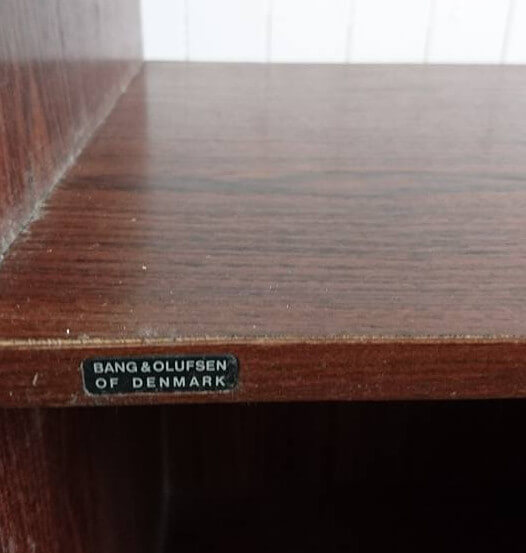 BANG & OLUFSEN
OF DENMARK